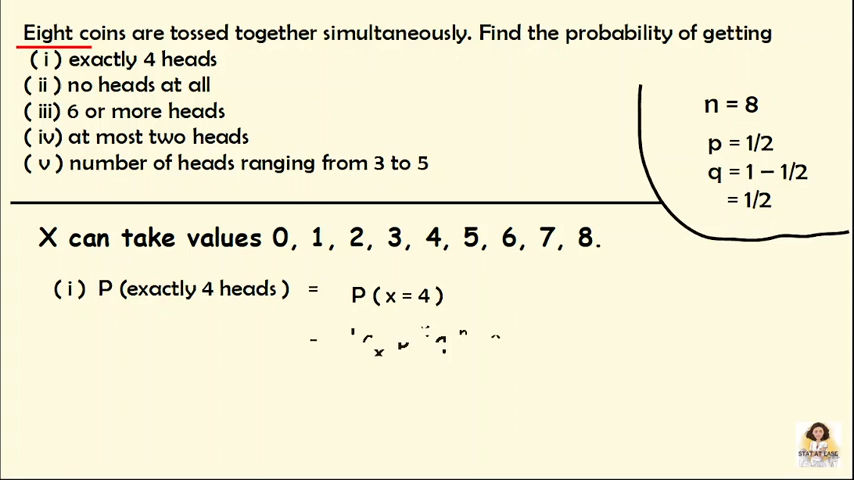 Eight coins are tossed together simultaneously. Find the probability of getting
( i ) exactly 4 heads
( ii ) no heads at all
( iii) 6 or more heads
( iv) at most two heads
( v ) number of heads ranging from 3 to 5
n = 8
p = 1/2
q = 1 – 1/2
= 1/2
X can take values 0, 1, 2, 3, 4, 5, 6, 7, 8.
( i ) P (exactly 4 heads ) = P ( x = 4 )
STAT AT EASE